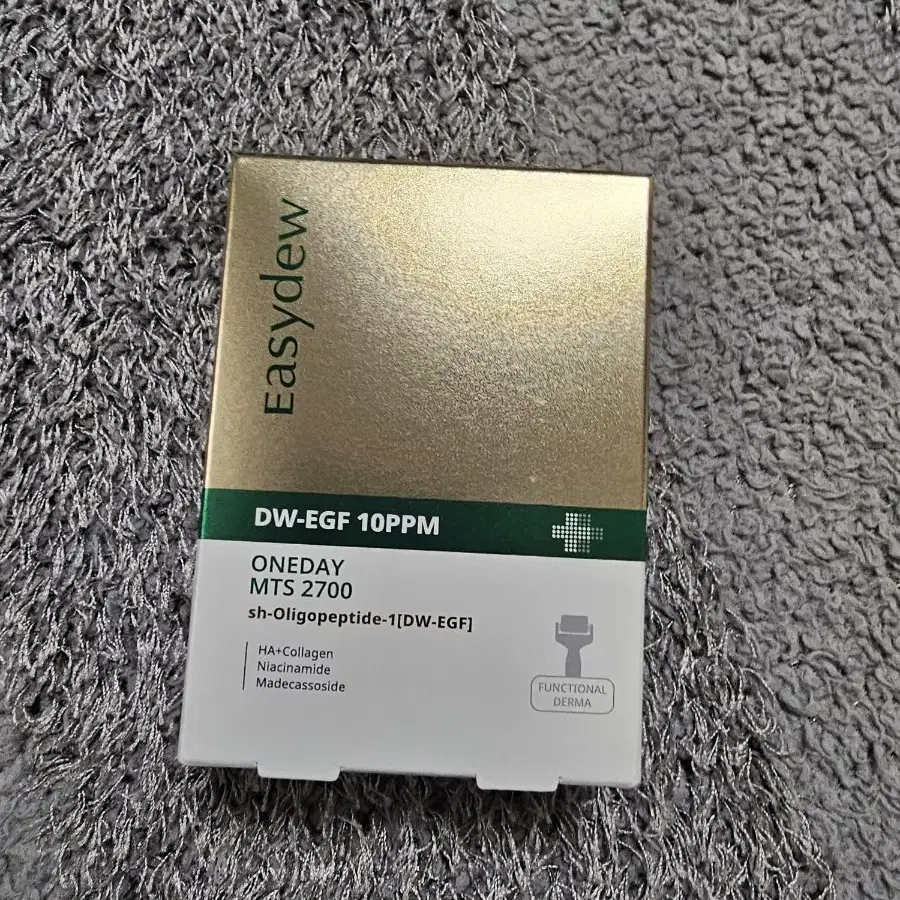 Easydew
DW-EGF 10PPM
ONEDAY
MTS 2700
sh-Oligopeptide-1[DW-EGF]
HA+Collagen
Niacinamide
Madecassoside
FUNCTIONAL
DERMA